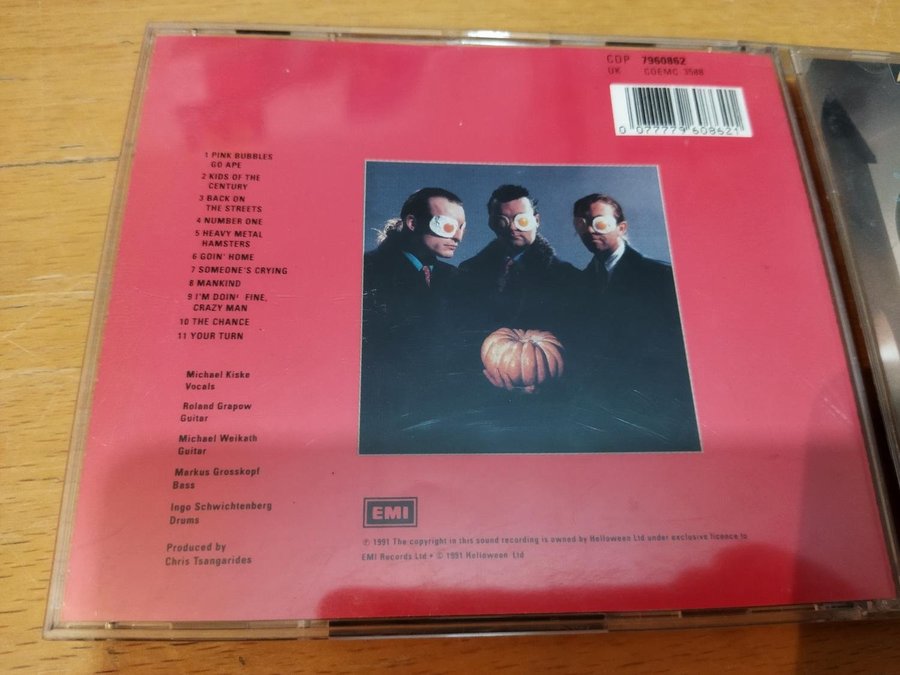 CDP 7960862
UK CDEMC 3588
0 077779 608621
1 PINK BUBBLES
GO APE
2 KIDS OF THE
CENTURY
3 BACK ON
THE STREETS
4 NUMBER ONE
5 HEAVY METAL
HAMSTERS
6 GOIN' HOME
7 SOMEONE'S CRYING
8 MANKIND
9 I'M DOIN' FINE,
CRAZY MAN
10 THE CHANCE
11 YOUR TURN
Michael Kiske
Vocals
Roland Grapow
Guitar
Michael Weikath
Guitar
Markus Grosskopf
Bass
Ingo Schwichtenberg
Drums
Produced by
Chris Tsangarides
EMI
℗ 1991 The copyright in this sound recording is owned by Helloween Ltd under exclusive licence to
EMI Records Ltd • © 1991 Helloween Ltd